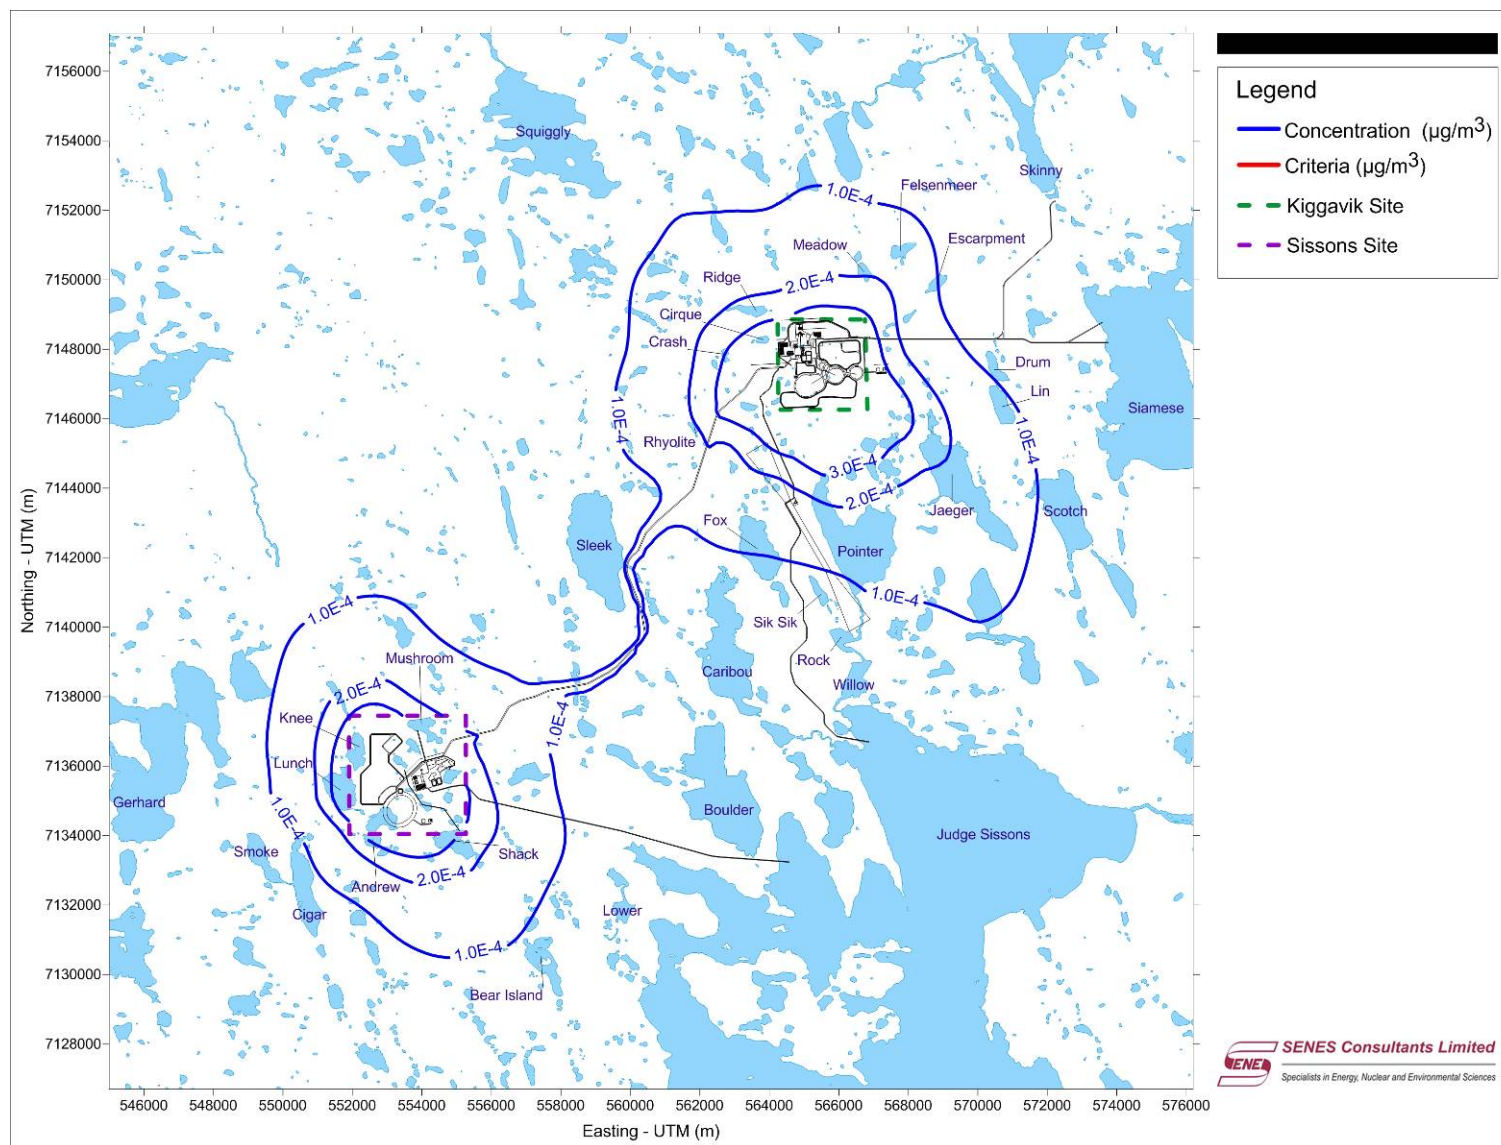 7156000
7154000
7152000
7150000
7148000
7146000
7144000
7142000
7140000
7138000
7136000
7134000
7132000
7130000
7128000
Northing - UTM (m)
546000 548000 550000 552000 554000 556000 558000 560000 562000 564000 566000 568000 570000 572000 574000 576000
Easting - UTM (m)
Squiggly
Skinny
1.0E-4
Felsenmeer
Meadow
Escarpment
Ridge
2.0E-4
Cirque
Crash
Drum
Lin
Siamese
1.0E-4
1.0E-4
Rhyolite
3.0E-4
2.0E-4
Jaeger
Scotch
Fox
Sleek
Pointer
1.0E-4
1.0E-4
Sik Sik
Mushroom
Rock
Caribou
Willow
2.0E-4
Knee
1.0E-4
Lunch
Gerhard
1.0E-4
Boulder
Judge Sissons
Smoke
Shack
2.0E-4
Andrew
Cigar
Lower
1.0E-4
Bear Island
Legend
Concentration (µg/m3)
Criteria (µg/m3)
Kiggavik Site
Sissons Site
SENES
SENES Consultants Limited
Specialists in Energy, Nuclear and Environmental Sciences